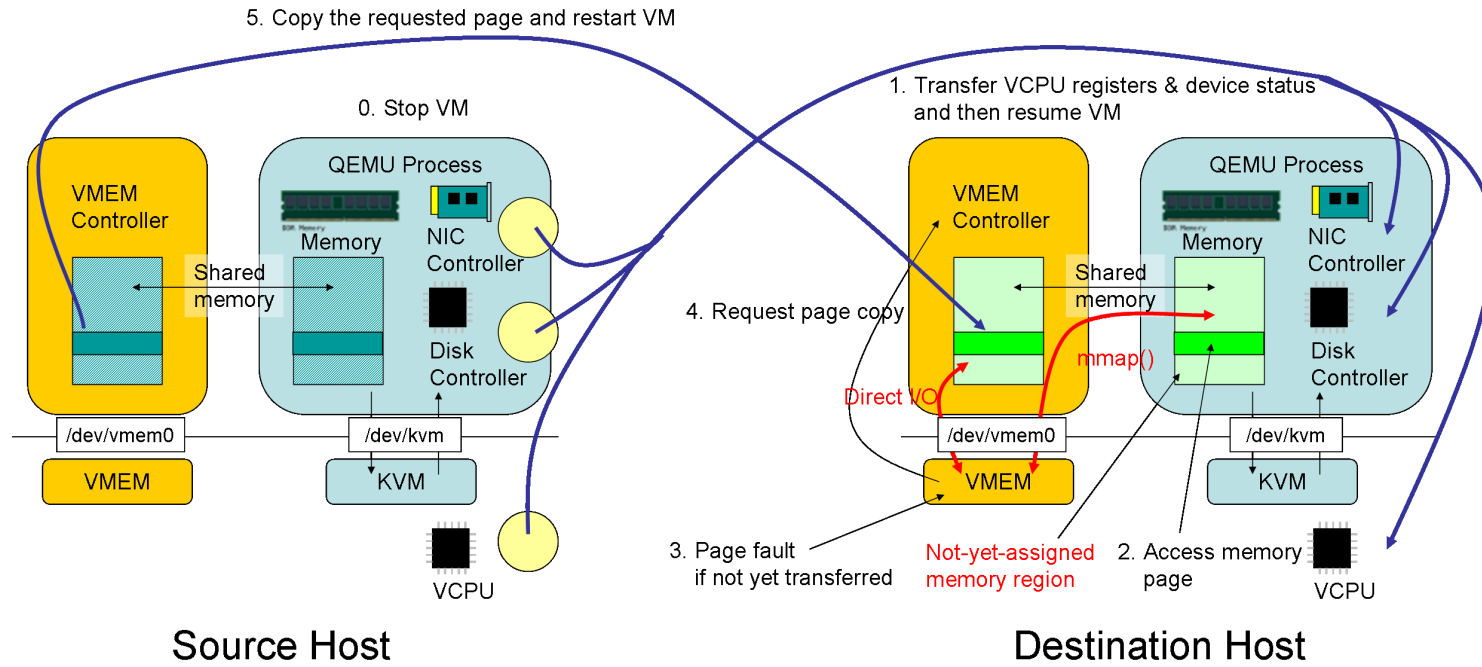 5. Copy the requested page and restart VM
0. Stop VM
1. Transfer VCPU registers & device status
and then resume VM
VMEM
Controller
QEMU Process
Memory
NIC
Controller
Shared
memory
Disk
Controller
/dev/vmem0
/dev/kvm
VMEM
KVM
VCPU
Source Host
VMEM
Controller
QEMU Process
Memory
NIC
Controller
Shared
memory
4. Request page copy
mmap()
Disk
Controller
Direct I/O
/dev/vmem0
/dev/kvm
VMEM
KVM
3. Page fault
if not yet transferred
Not-yet-assigned
memory region
2. Access memory
page
VCPU
Destination Host